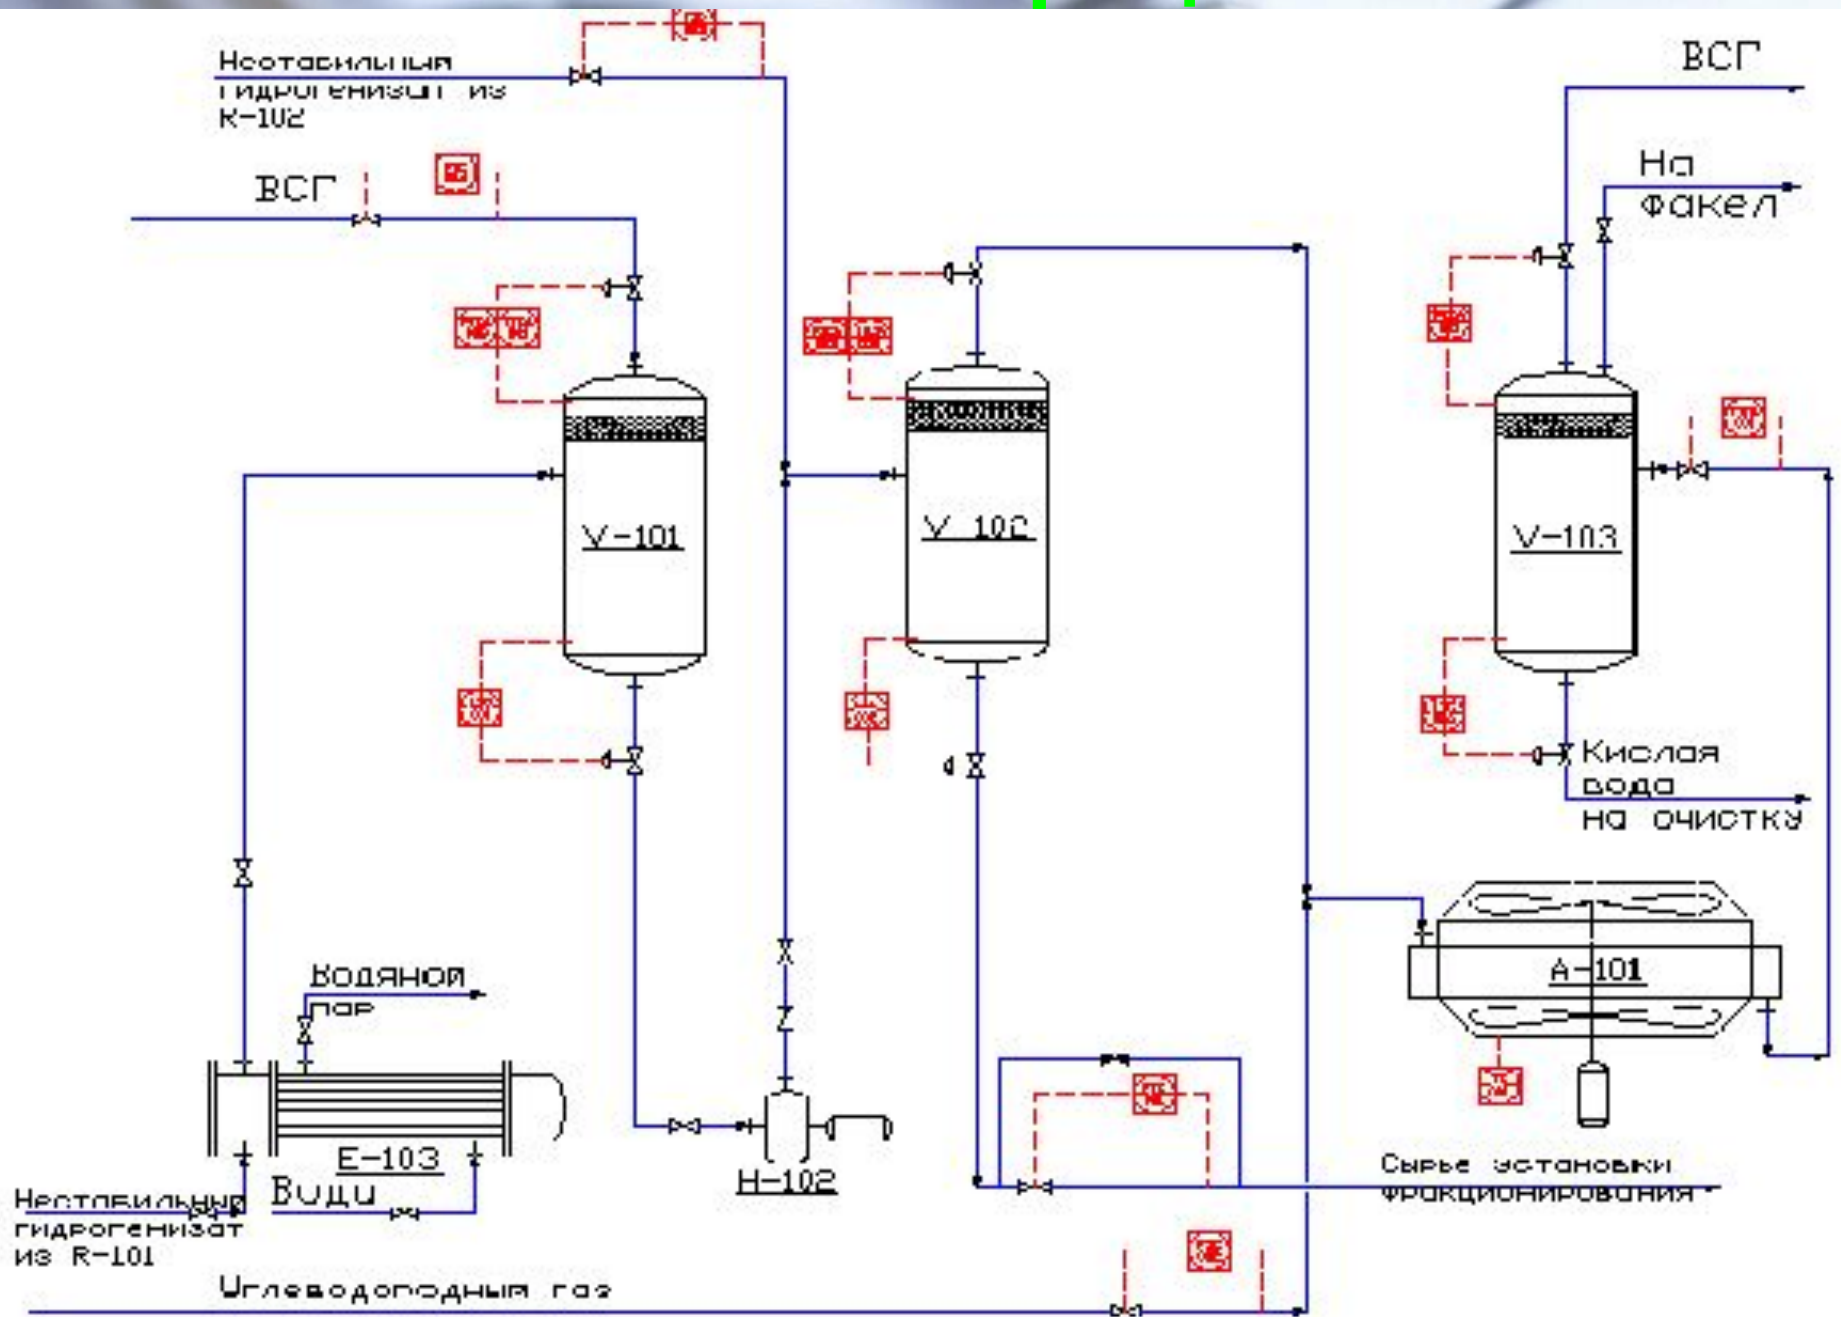 Нестабильный
гидрогенизат из
R-102
ВСГ
ВСГ
На
факел
V-101
V 102
V-103
Кислая
вода
на очистку
Водяной
пар
А-101
Е-103
Н-102
Вода
Нестабильный
гидрогенизат
из R-101
Сырье установки
фракционирования
Углеводородный газ